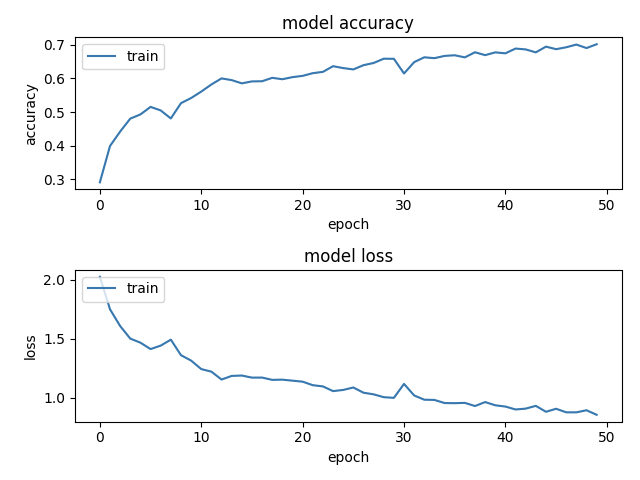 model accuracy
train
0.7
0.6
0.5
0.4
0.3
accuracy
0 10 20 30 40 50
epoch
model loss
train
2.0
1.5
1.0
loss
0 10 20 30 40 50
epoch